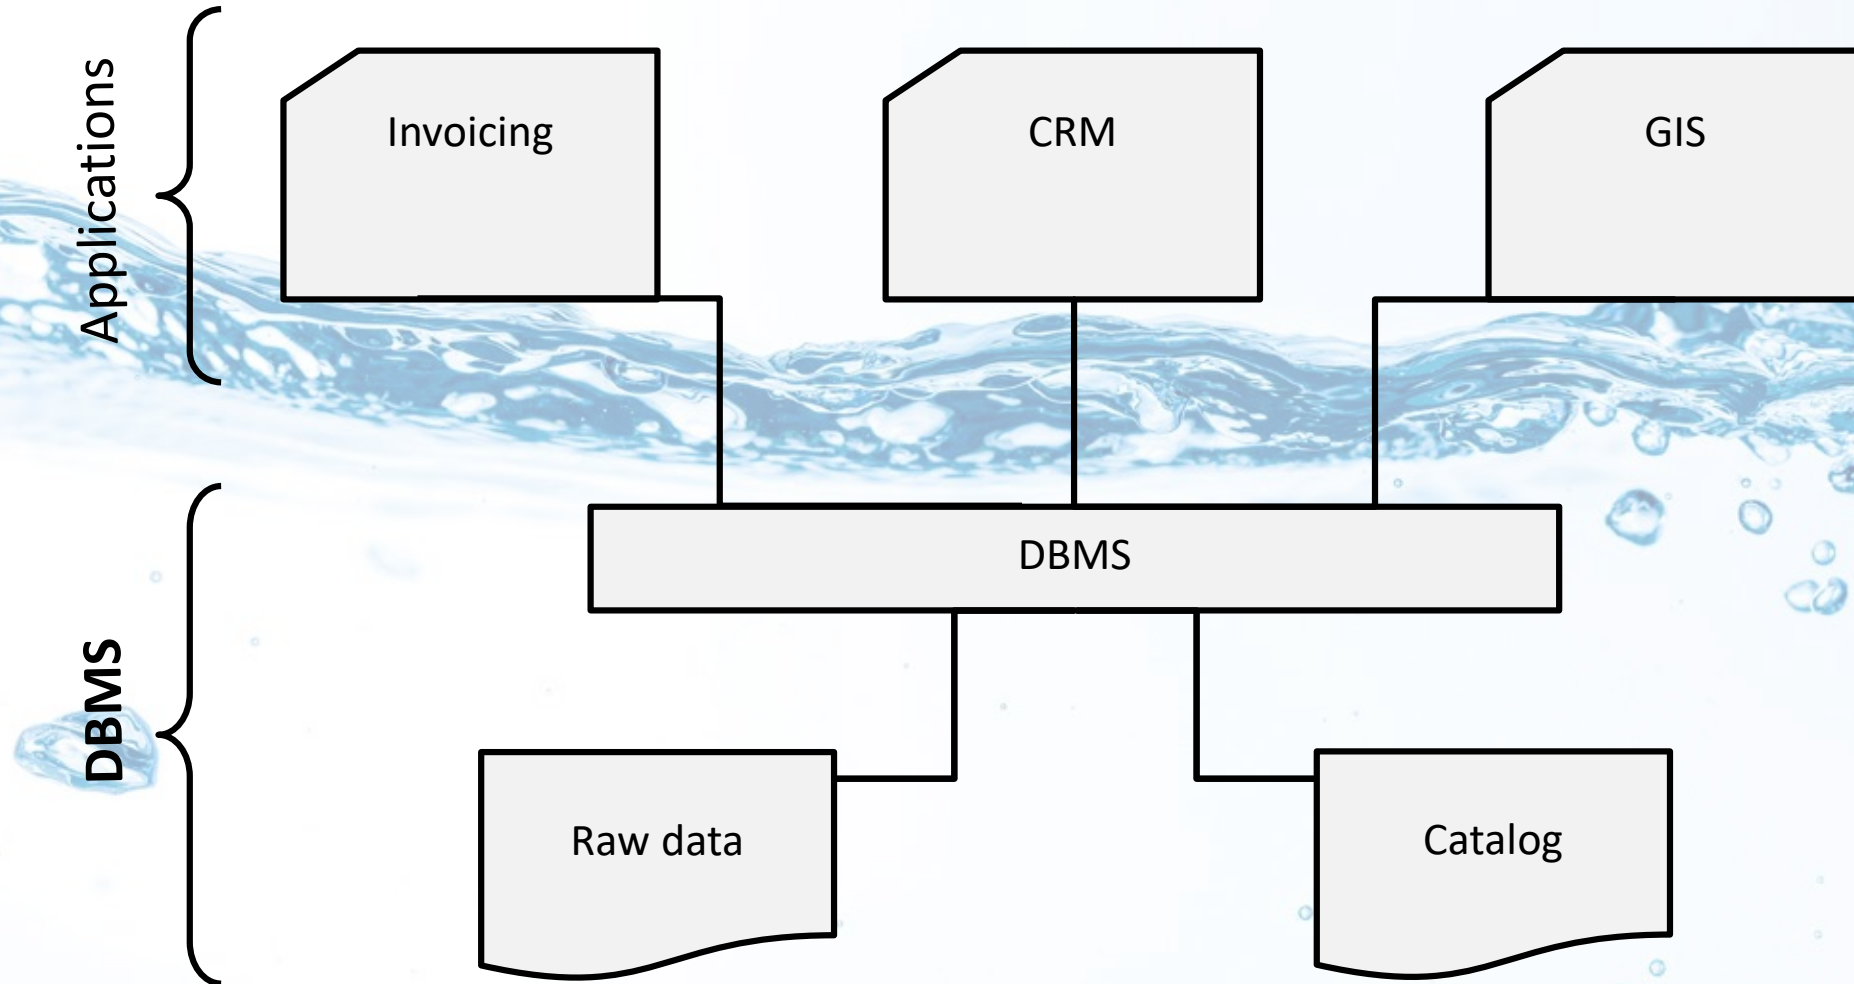 Applications
Invoicing
CRM
GIS
DBMS
DBMS
Raw data
Catalog